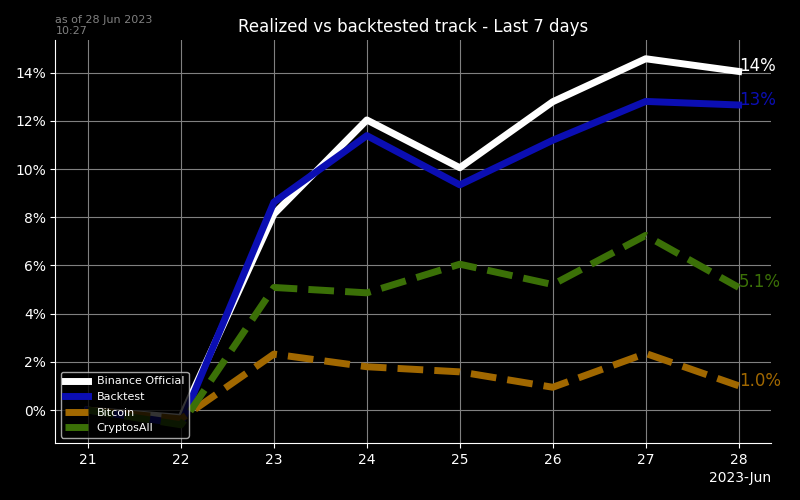 as of 28 Jun 2023
10:27
Realized vs backtested track - Last 7 days
14%
12%
10%
8%
6%
4%
2%
0%
14%
13%
5.1%
1.0%
Binance Official
Backtest
Bitcoin
CryptosAll
21 22 23 24 25 26 27 28
2023-Jun